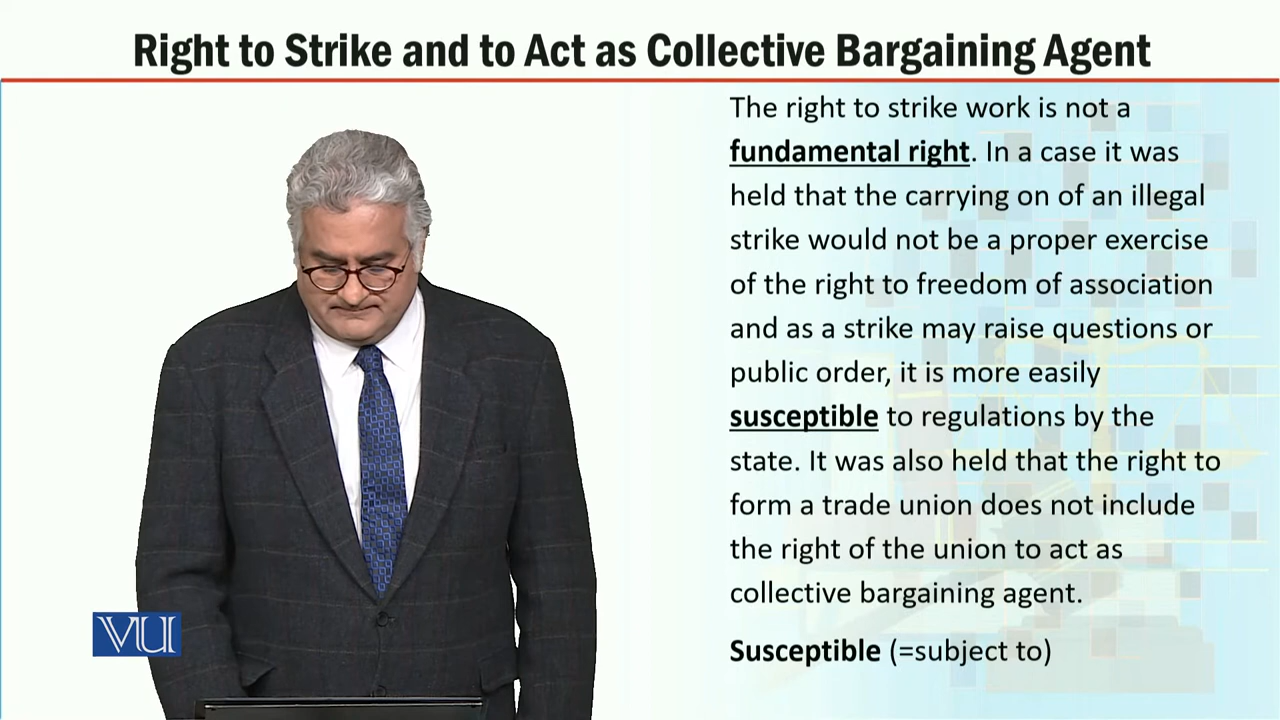 Right to Strike and to Act as Collective Bargaining Agent
The right to strike work is not a
fundamental right. In a case it was
held that the carrying on of an illegal
strike would not be a proper exercise
of the right to freedom of association
and as a strike may raise questions or
public order, it is more easily
susceptible to regulations by the
state. It was also held that the right to
form a trade union does not include
the right of the union to act as
collective bargaining agent.
Susceptible (=subject to)
VU